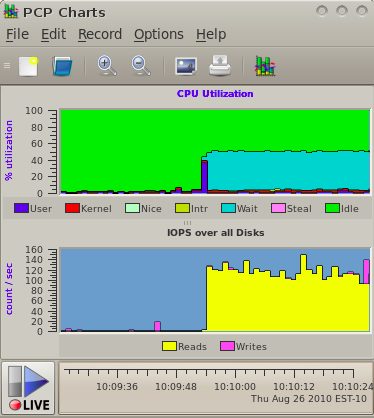 PCP Charts
File Edit Record Options Help
CPU Utilization
% utilization
100
80
60
40
20
0
User Kernel Nice Intr Wait Steal Idle
IOPS over all Disks
count / sec
160
140
120
100
80
60
40
20
0
Reads Writes
LIVE
10:09:36 10:09:48 10:10:00 10:10:12 10:10:24
Thu Aug 26 2010 EST-10